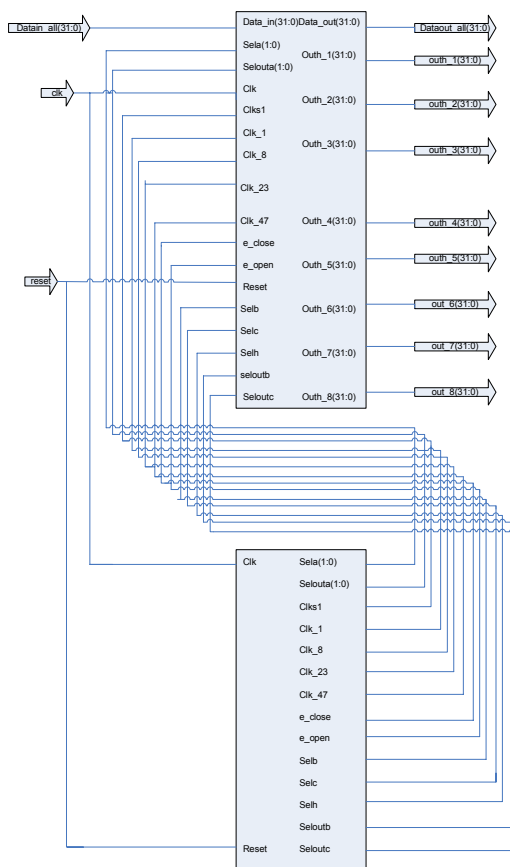 Datain_all(31:0)
clk
reset
Data_in(31:0)
Data_out(31:0)
Sela(1:0)
Selouta(1:0)
Clk
Clks1
Clk_1
Clk_8
Clk_23
Clk_47
e_close
e_open
Reset
Selb
Selc
Selh
seloutb
Seloutc
Outh_1(31:0)
Outh_2(31:0)
Outh_3(31:0)
Outh_4(31:0)
Outh_5(31:0)
Outh_6(31:0)
Outh_7(31:0)
Outh_8(31:0)
Dataout_all(31:0)
outh_1(31:0)
outh_2(31:0)
outh_3(31:0)
outh_4(31:0)
outh_5(31:0)
out_6(31:0)
out_7(31:0)
out_8(31:0)
Clk
Reset
Sela(1:0)
Selouta(1:0)
Clks1
Clk_1
Clk_8
Clk_23
Clk_47
e_close
e_open
Selb
Selc
Selh
Seloutb
Seloutc